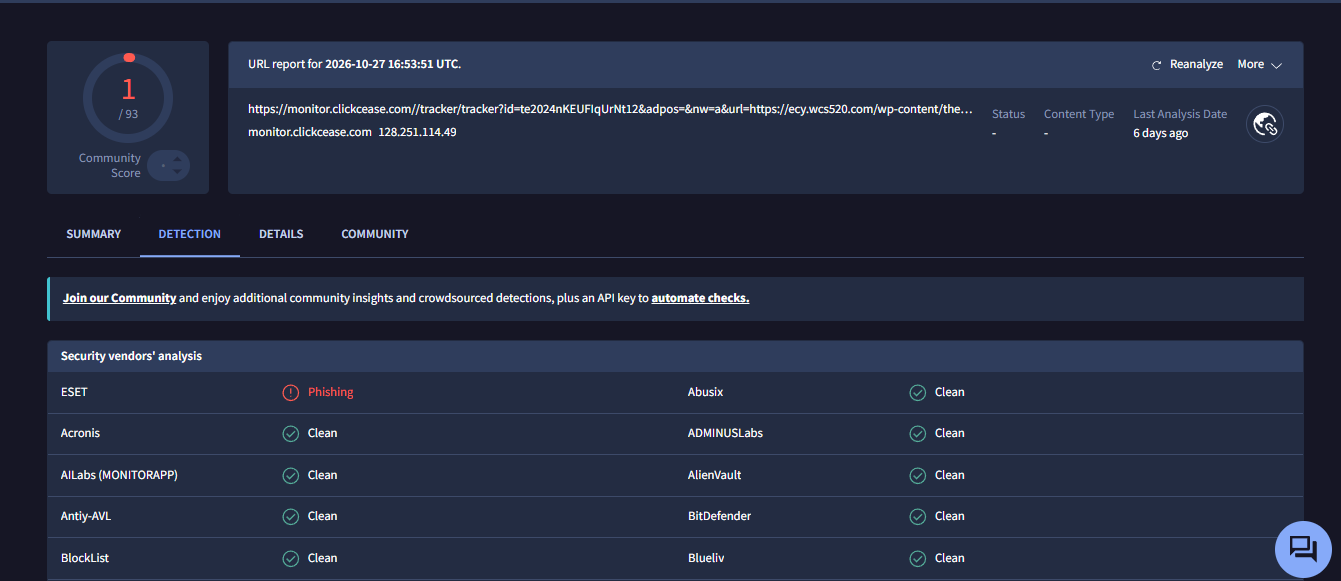 1
/ 93
Community
Score
URL report for 2026-10-27 16:53:51 UTC.
Reanalyze
More
https://monitor.clickcease.com//tracker/tracker?id=te2024nKEUFIqUrNt12&adpos=&nw=a&url=https://ecy.wcs520.com/wp-content/the...
monitor.clickcease.com 128.251.114.49
Status
-
Content Type
-
Last Analysis Date
6 days ago
SUMMARY DETECTION DETAILS COMMUNITY
Join our Community and enjoy additional community insights and crowdsourced detections, plus an API key to automate checks.
Security vendors' analysis
ESET Phishing Abusix Clean
Acronis Clean ADMINUSLabs Clean
AILabs (MONITORAPP) Clean AlienVault Clean
Antiy-AVL Clean BitDefender Clean
BlockList Clean Blueliv Clean